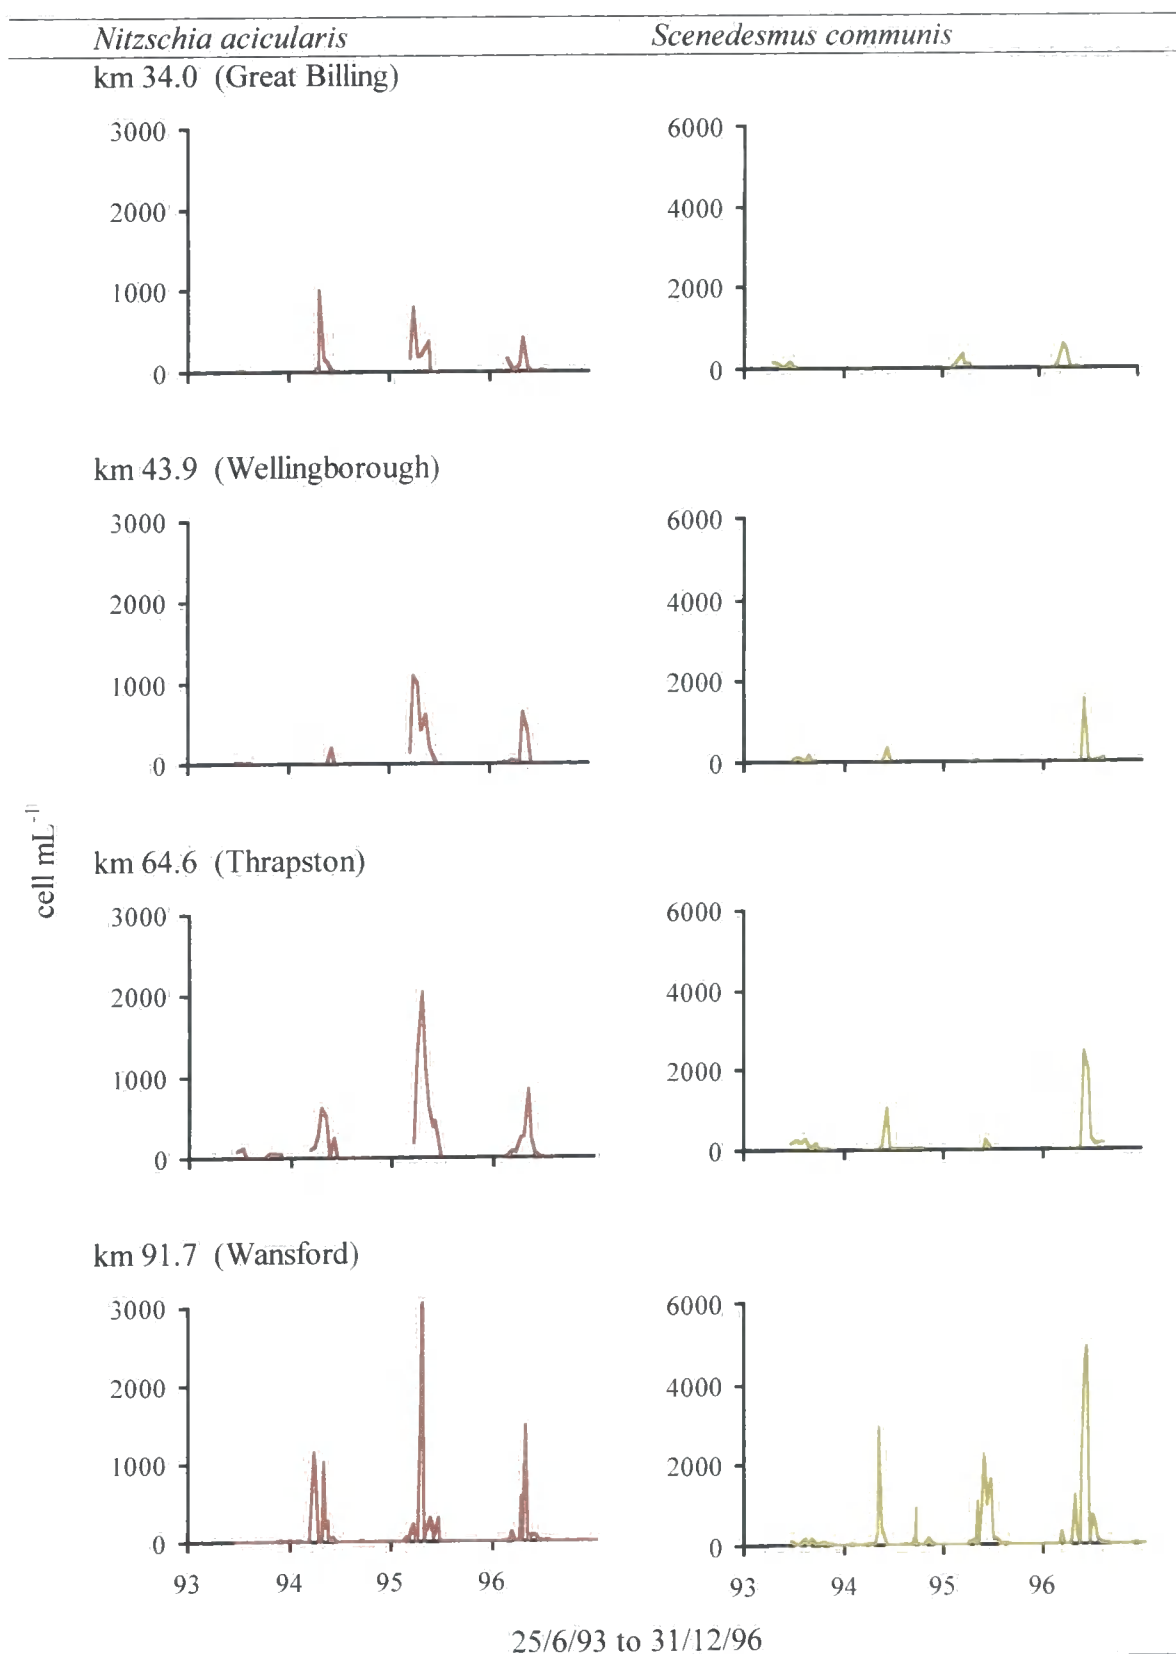 Nitzschia acicularis Scenedesmus communis
km 34.0 (Great Billing)
3000 6000
2000 4000
1000 2000
0 0
km 43.9 (Wellingborough)
3000 6000
2000 4000
1000 2000
0 0
cell mL⁻¹
km 64.6 (Thrapston)
3000 6000
2000 4000
1000 2000
0 0
km 91.7 (Wansford)
3000 6000
2000 4000
1000 2000
0 0
93 94 95 96 93 94 95 96
25/6/93 to 31/12/96